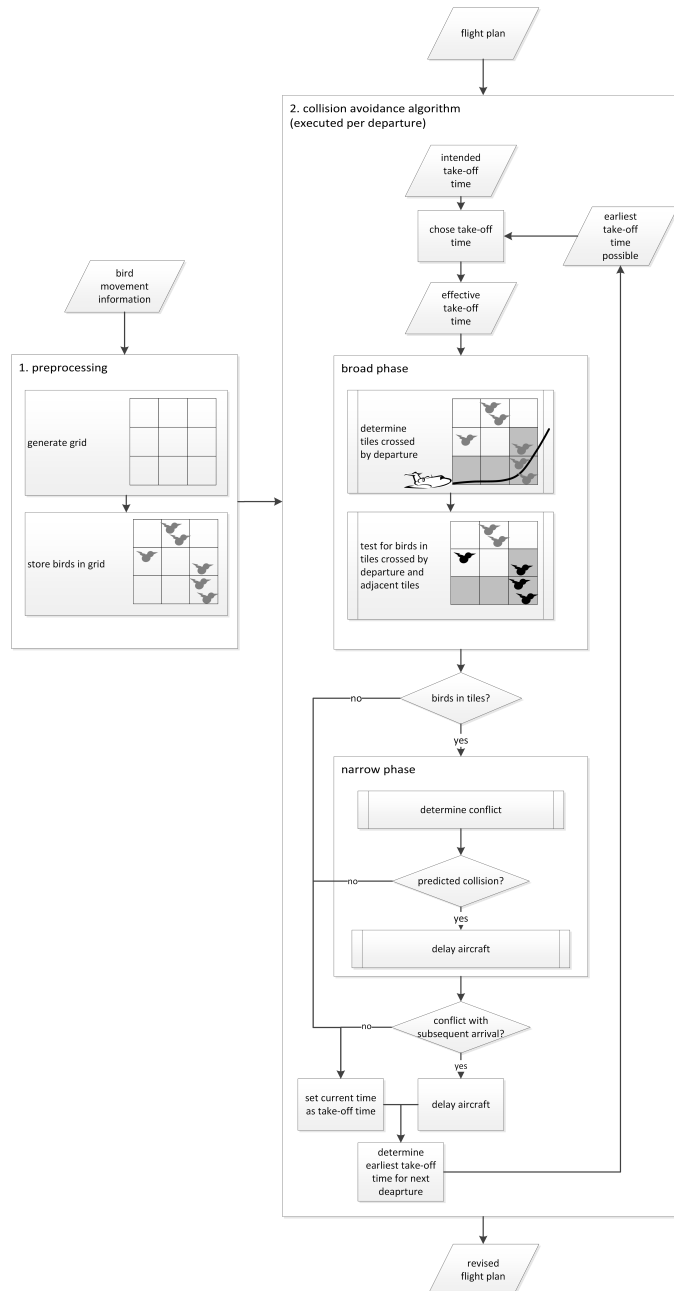 flight plan
2. collision avoidance algorithm
(executed per departure)
intended
take-off
time
chose take-off
time
earliest
take-off
time
possible
effective
take-off
time
bird
movement
information
1. preprocessing
generate grid
store birds in grid
broad phase
determine
tiles crossed
by departure
test for birds in
tiles crossed by
departure and
adjacent tiles
birds in tiles?
no
yes
narrow phase
determine conflict
predicted collision?
no
yes
delay aircraft
conflict with
subsequent arrival?
no
yes
set current time
as take-off time
delay aircraft
determine
earliest take-off
time for next
deaprture
revised
flight plan